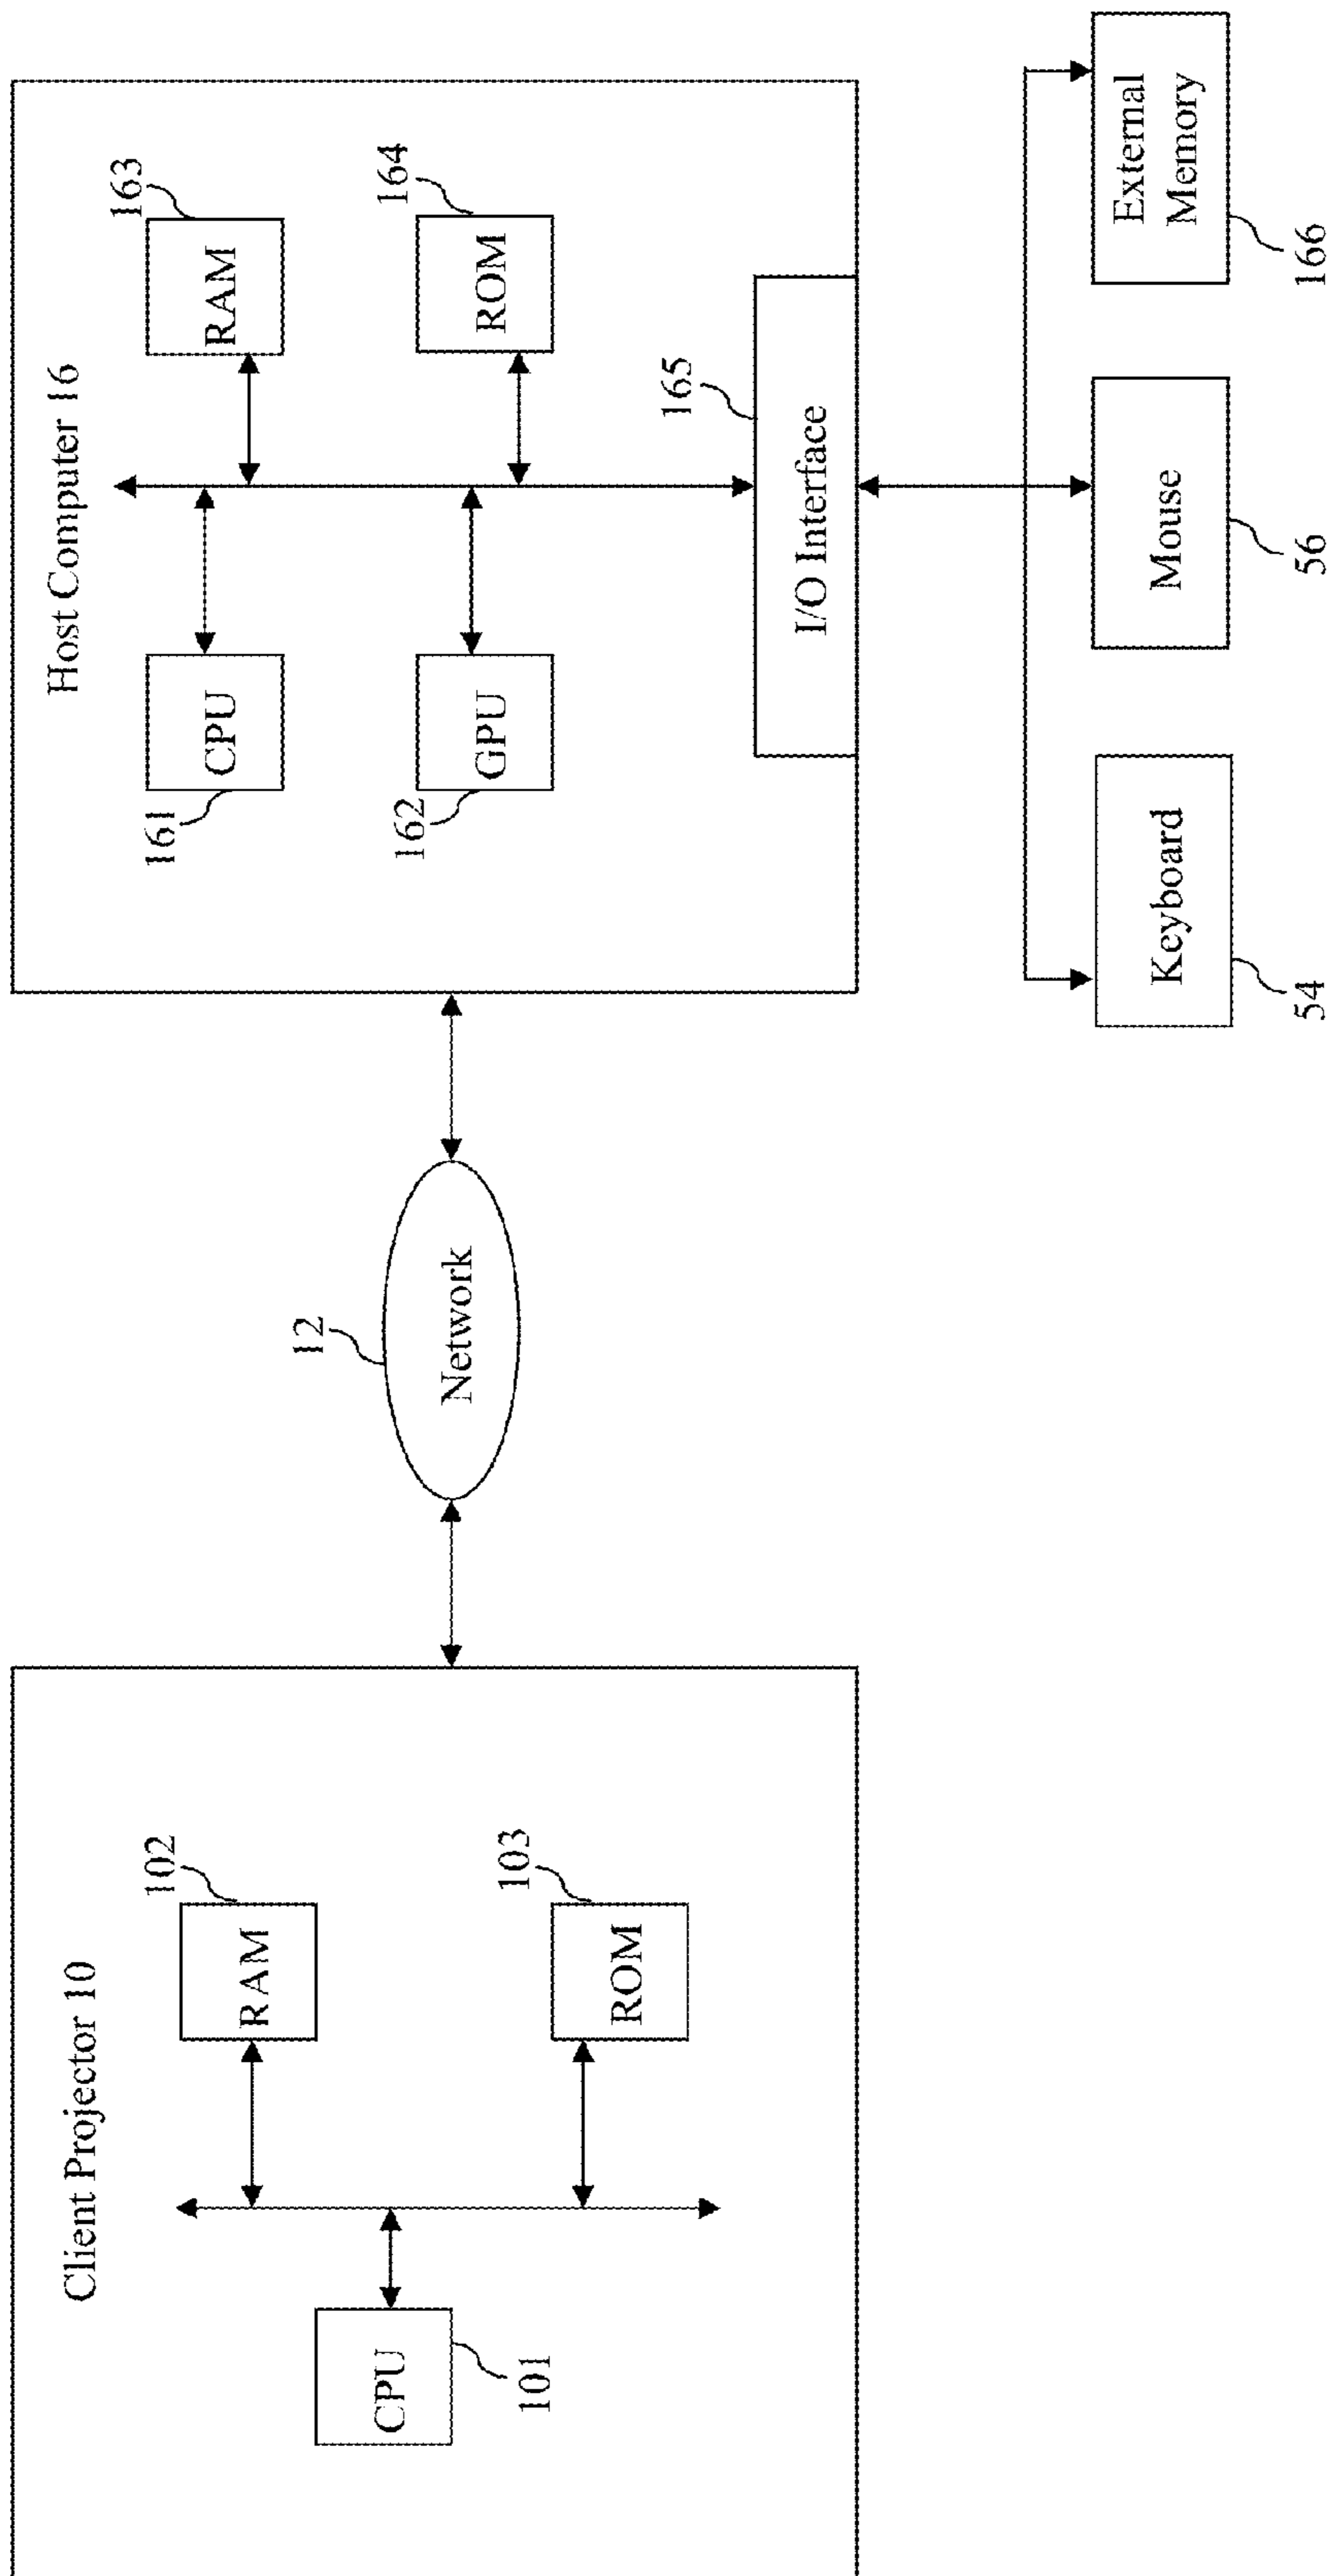 Client Projector 10
102
RAM
CPU
101
103
ROM
12
Network
Host Computer 16
163
RAM
CPU
161
164
ROM
GPU
162
165
I/O Interface
Keyboard
54
Mouse
56
External
Memory
166